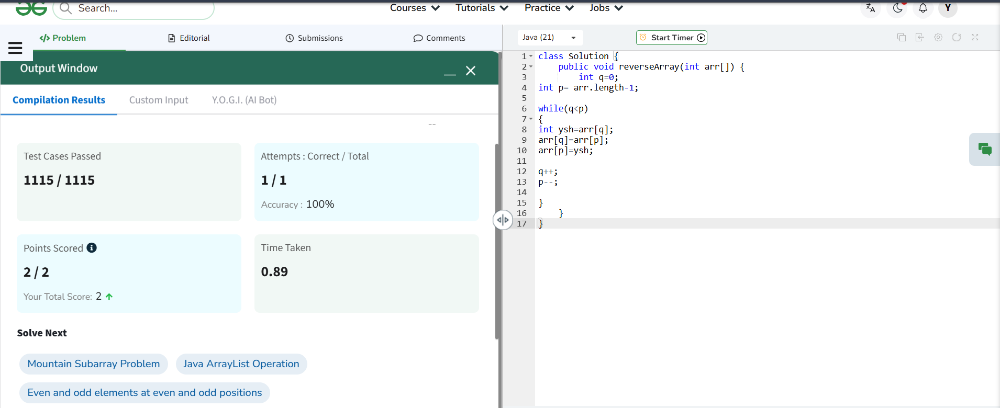 Search...
Courses
Tutorials
Practice
Jobs
Y
</> Problem
Editorial
Submissions
Comments
Output Window
Compilation Results
Custom Input
Y.O.G.I. (AI Bot)
--
Test Cases Passed
1115 / 1115
Attempts : Correct / Total
1 / 1
Accuracy : 100%
Points Scored
2 / 2
Your Total Score: 2
Time Taken
0.89
Solve Next
Mountain Subarray Problem
Java ArrayList Operation
Even and odd elements at even and odd positions
Java (21)
Start Timer
1 class Solution {
2     public void reverseArray(int arr[]) {
3         int q=0;
4 int p= arr.length-1;
5
6 while(q<p)
7 {
8 int ysh=arr[q];
9 arr[q]=arr[p];
10 arr[p]=ysh;
11
12 q++;
13 p--;
14
15 }
16     }
17 }